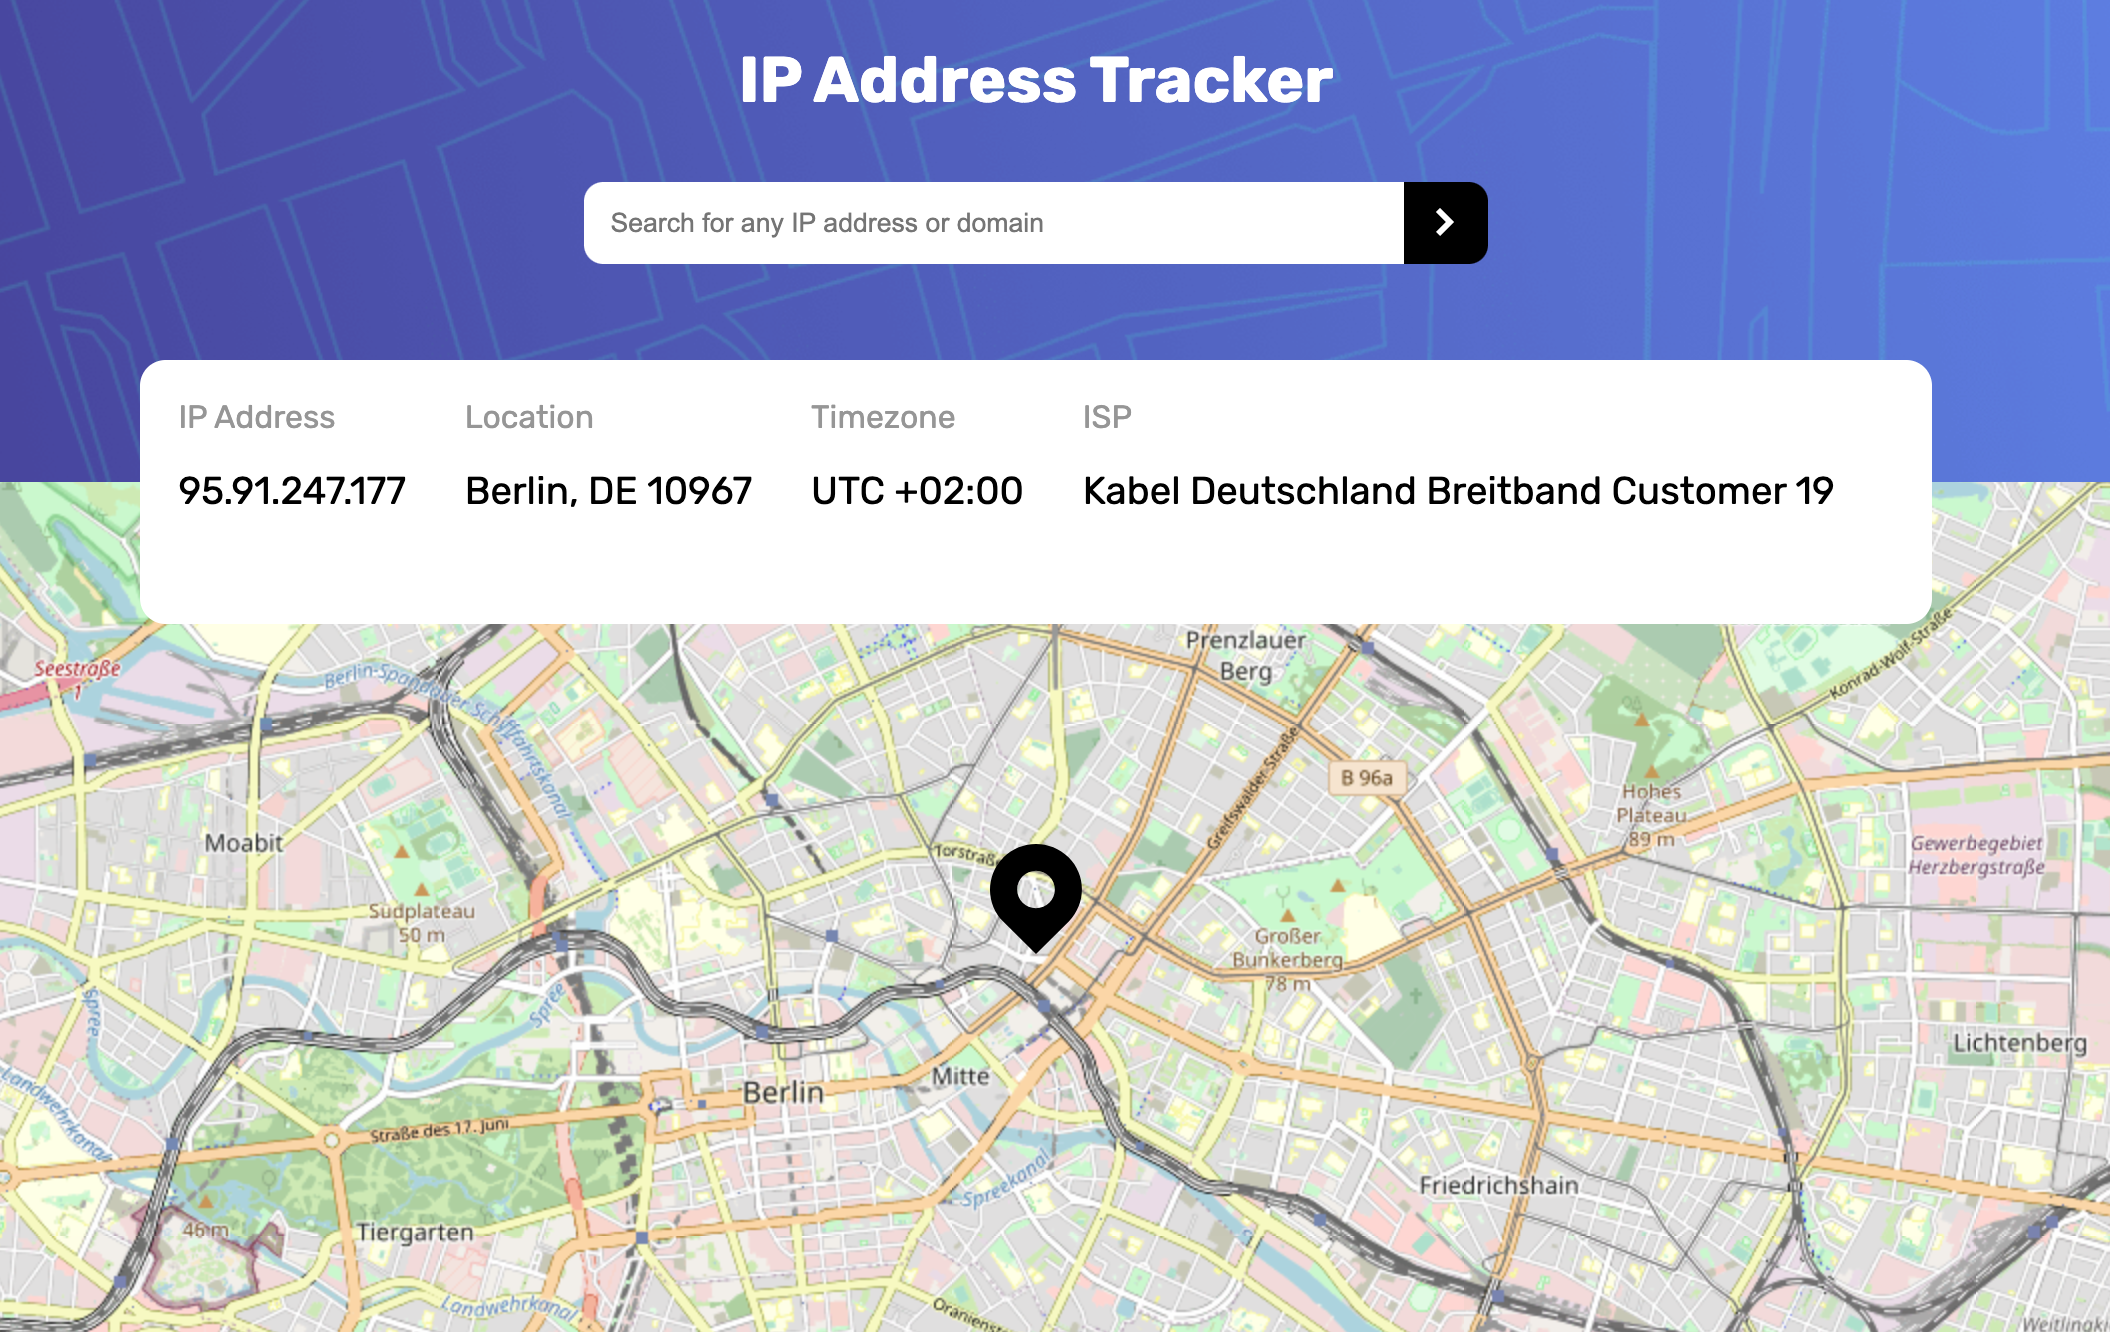 IP Address Tracker
Search for any IP address or domain
IP Address
Location
Timezone
ISP
95.91.247.177
Berlin, DE 10967
UTC +02:00
Kabel Deutschland Breitband Customer 19
Prenzlauer
Berg
Seestraße
1
Berlin-Spandauer Schifffahrtskanal
Konrad-Wolf-Straße
Greifswalder Straße
B 96a
Hohes
Plateau
89 m
Moabit
Torstraße
Gewerbegebiet
Herzbergstraße
Südplateau
50 m
Großer
Bunkerberg
78 m
Spree
Spree
Lichtenberg
Mitte
Berlin
Landwehrkanal
Straße des 17. Juni
Spreekanal
Friedrichshain
46 m
Tiergarten
Landwehrkanal
Oranienst